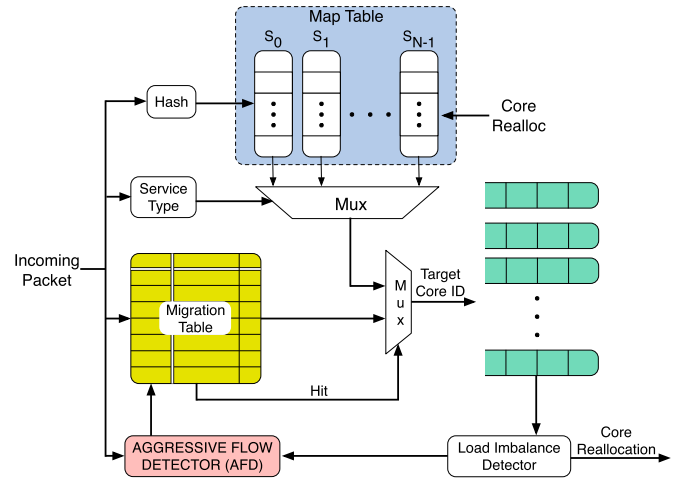 Map Table
S0
S1
SN-1
Hash
Core
Realloc
Service
Type
Mux
Incoming
Packet
Migration
Table
M
u
x
Target
Core ID
Hit
AGGRESSIVE FLOW
DETECTOR (AFD)
Load Imbalance
Detector
Core
Reallocation